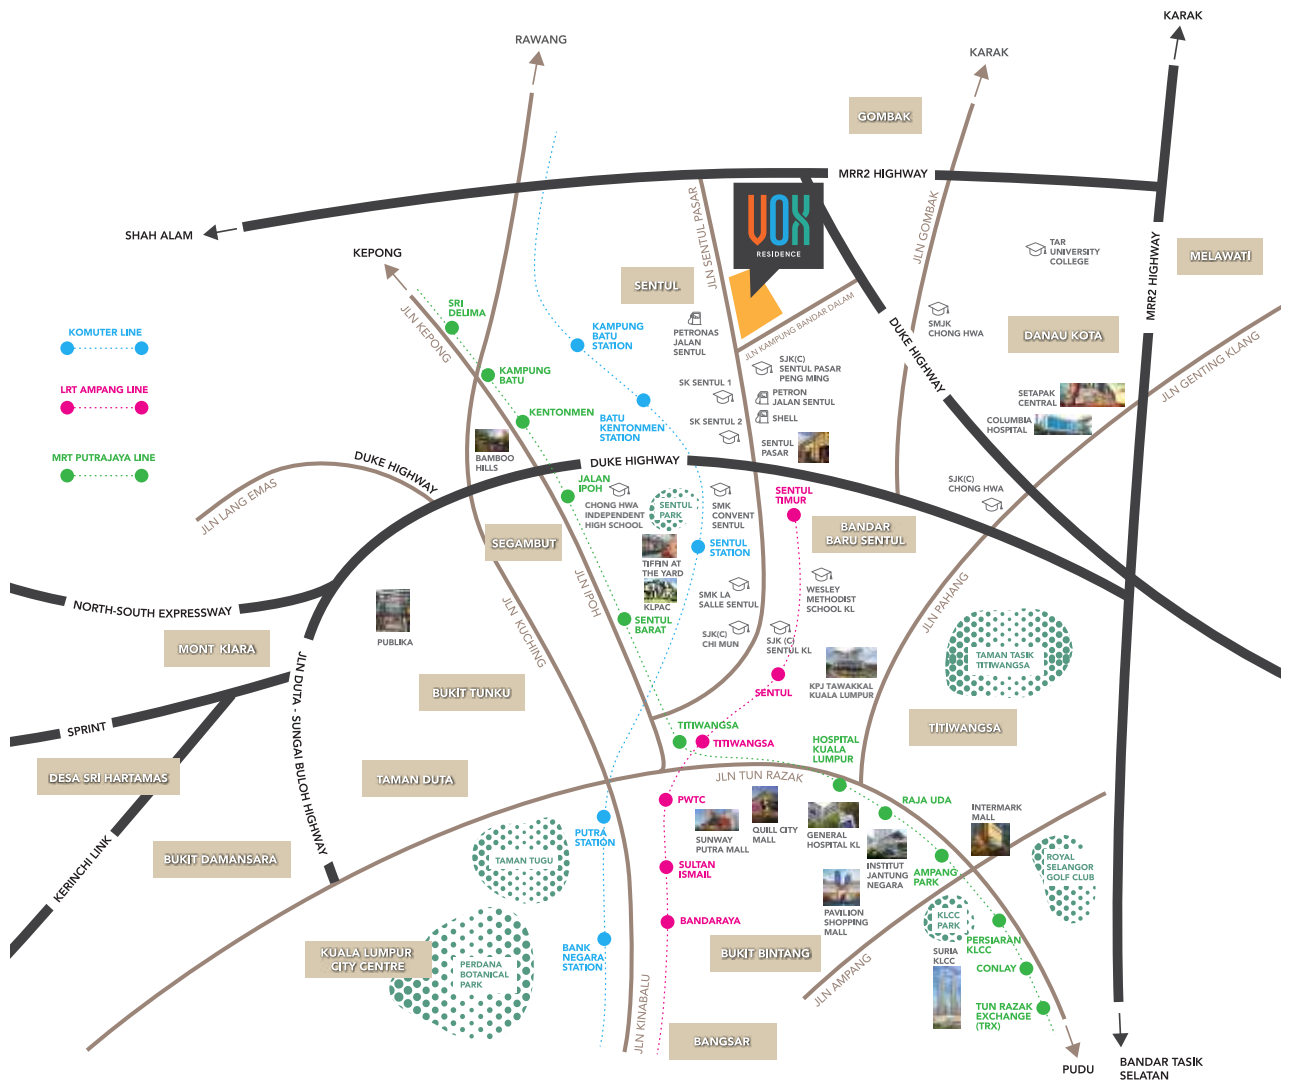 KARAK
RAWANG
KARAK
GOMBAK
MRR2 HIGHWAY
SHAH ALAM
KEPONG
JLN SENTUL PASAR
VOX
RESIDENCE
JLN GOMBAK
TAR
UNIVERSITY
COLLEGE
MRR2 HIGHWAY
MELAWATI
SENTUL
SRI
DELIMA
JLN KEPONG
KOMUTER LINE
LRT AMPANG LINE
MRT PUTRAJAYA LINE
KAMPUNG
BATU
STATION
PETRONAS
JALAN
SENTUL
JLN KAMPUNG BANDAR DALAM
DUKE HIGHWAY
SMJK
CHONG HWA
DANAU KOTA
JLN GENTING KLANG
KAMPUNG
BATU
SJK(C)
SENTUL PASAR
PENG MING
SK SENTUL 1
PETRON
JALAN SENTUL
SHELL
SETAPAK
CENTRAL
COLUMBIA
HOSPITAL
KENTONMEN
BATU
KENTONMEN
STATION
SK SENTUL 2
SENTUL
PASAR
BAMBOO
HILLS
DUKE HIGHWAY
DUKE HIGHWAY
JLN LANG EMAS
JALAN
IPOH
CHONG HWA
INDEPENDENT
HIGH SCHOOL
SENTUL
PARK
SMK
CONVENT
SENTUL
SENTUL
TIMUR
SJK(C)
CHONG HWA
BANDAR
BARU SENTUL
SEGAMBUT
SENTUL
STATION
TIFFIN AT
THE YARD
JLN IPOH
KLPAC
SMK LA
SALLE SENTUL
WESLEY
METHODIST
SCHOOL KL
JLN PAHANG
NORTH-SOUTH EXPRESSWAY
JLN KUCHING
SENTUL
BARAT
PUBLIKA
SJK(C)
CHI MUN
SJK (C)
SENTUL KL
MONT KIARA
TAMAN TASIK
TITIWANGSA
JLN DUTA - SUNGAI BULOH HIGHWAY
BUKIT TUNKU
SENTUL
KPJ TAWAKKAL
KUALA LUMPUR
SPRINT
TITIWANGSA
TITIWANGSA
HOSPITAL
KUALA
LUMPUR
TITIWANGSA
DESA SRI HARTAMAS
TAMAN DUTA
JLN TUN RAZAK
PWTC
RAJA UDA
INTERMARK
MALL
KERINCHI LINK
PUTRA
STATION
SUNWAY
PUTRA MALL
QUILL CITY
MALL
GENERAL
HOSPITAL KL
BUKIT DAMANSARA
TAMAN TUGU
SULTAN
ISMAIL
INSTITUT
JANTUNG
NEGARA
AMPANG
PARK
ROYAL
SELANGOR
GOLF CLUB
PAVILION
SHOPPING
MALL
KLCC
PARK
BANDARAYA
PERSIARAN
KLCC
KUALA LUMPUR
CITY CENTRE
PERDANA
BOTANICAL
PARK
BANK
NEGARA
STATION
BUKIT BINTANG
SURIA
KLCC
CONLAY
JLN AMPANG
JLN KINABALU
TUN RAZAK
EXCHANGE
(TRX)
BANGSAR
PUDU
BANDAR TASIK
SELATAN